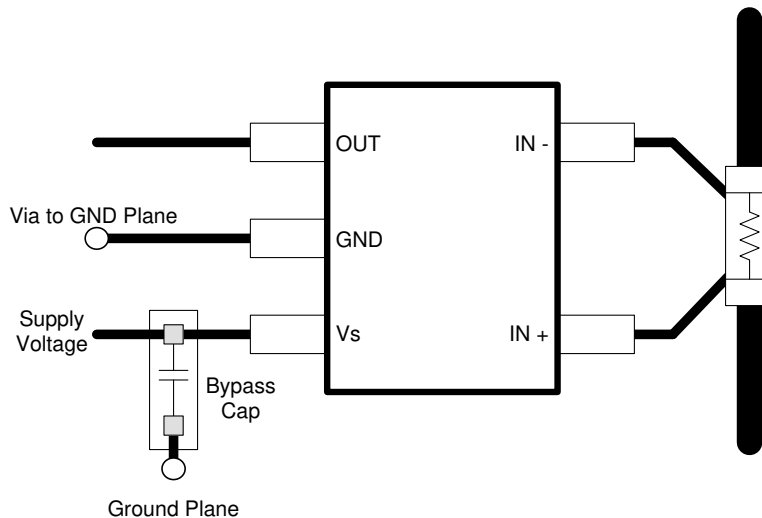 OUT
IN -
Via to GND Plane
GND
Supply
Voltage
Vs
IN +
Bypass
Cap
Ground Plane